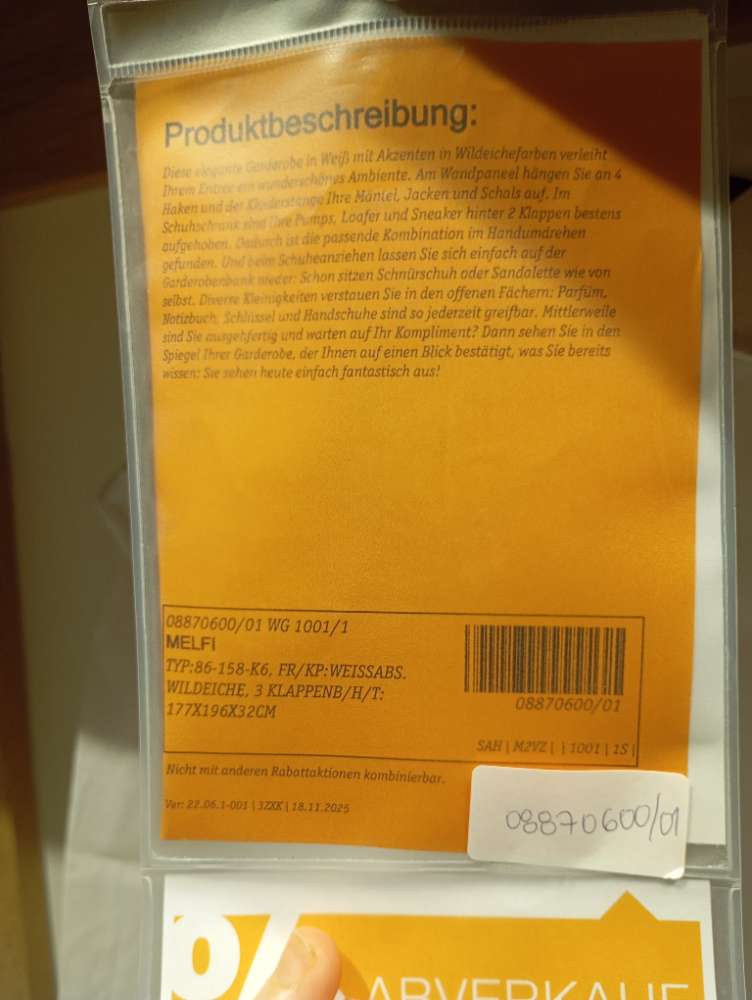 Produktbeschreibung:
Diese elegante Garderobe in Weiß mit Akzenten in Wildeichefarben verleiht
Ihrem Entree ein wunderschönes Ambiente. Am Wandpaneel hängen Sie an 4
Haken und der Kleiderstange Ihre Mäntel, Jacken und Schals auf. Im
Schuhschrank sind Ihre Pumps, Loafer und Sneaker hinter 2 Klappen bestens
aufgehoben. Dadurch ist die passende Kombination im Handumdrehen
gefunden. Und beim Schuheanziehen lassen Sie sich einfach auf der
Garderobenbank nieder: Schon sitzen Schnürschuh oder Sandalette wie von
selbst. Diverse Kleinigkeiten verstauen Sie in den offenen Fächern: Parfüm,
Notizbuch, Schlüssel und Handschuhe sind so jederzeit greifbar. Mittlerweile
sind Sie ausgehfertig und warten auf Ihr Kompliment? Dann sehen Sie in den
Spiegel Ihrer Garderobe, der Ihnen auf einen Blick bestätigt, was Sie bereits
wissen: Sie sehen heute einfach fantastisch aus!
08870600/01 WG 1001/1
MELFI
TYP:86-158-K6, FR/KP:WEISSABS.
WILDEICHE, 3 KLAPPENB/H/T:
177X196X32CM
08870600/01
SAH | M2VZ | | 1001 | 1S |
Nicht mit anderen Rabattaktionen kombinierbar.
Ver: 22.06.1-001 | 3ZXK | 18.11.2025
08870600/01
% ABVERKAUF